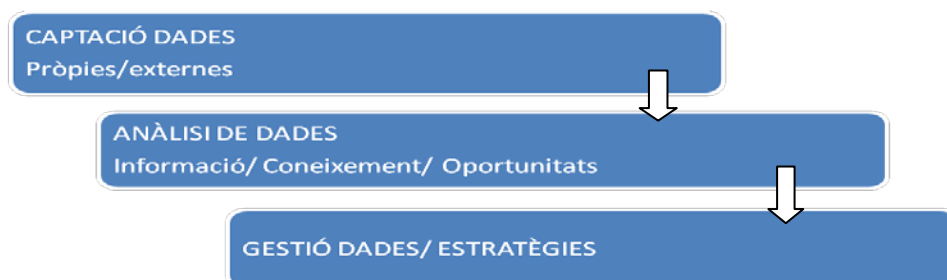 CAPTACIÓ DADES
Pròpies/externes
ANÀLISI DE DADES
Informació/ Coneixement/ Oportunitats
GESTIÓ DADES/ ESTRATÈGIES